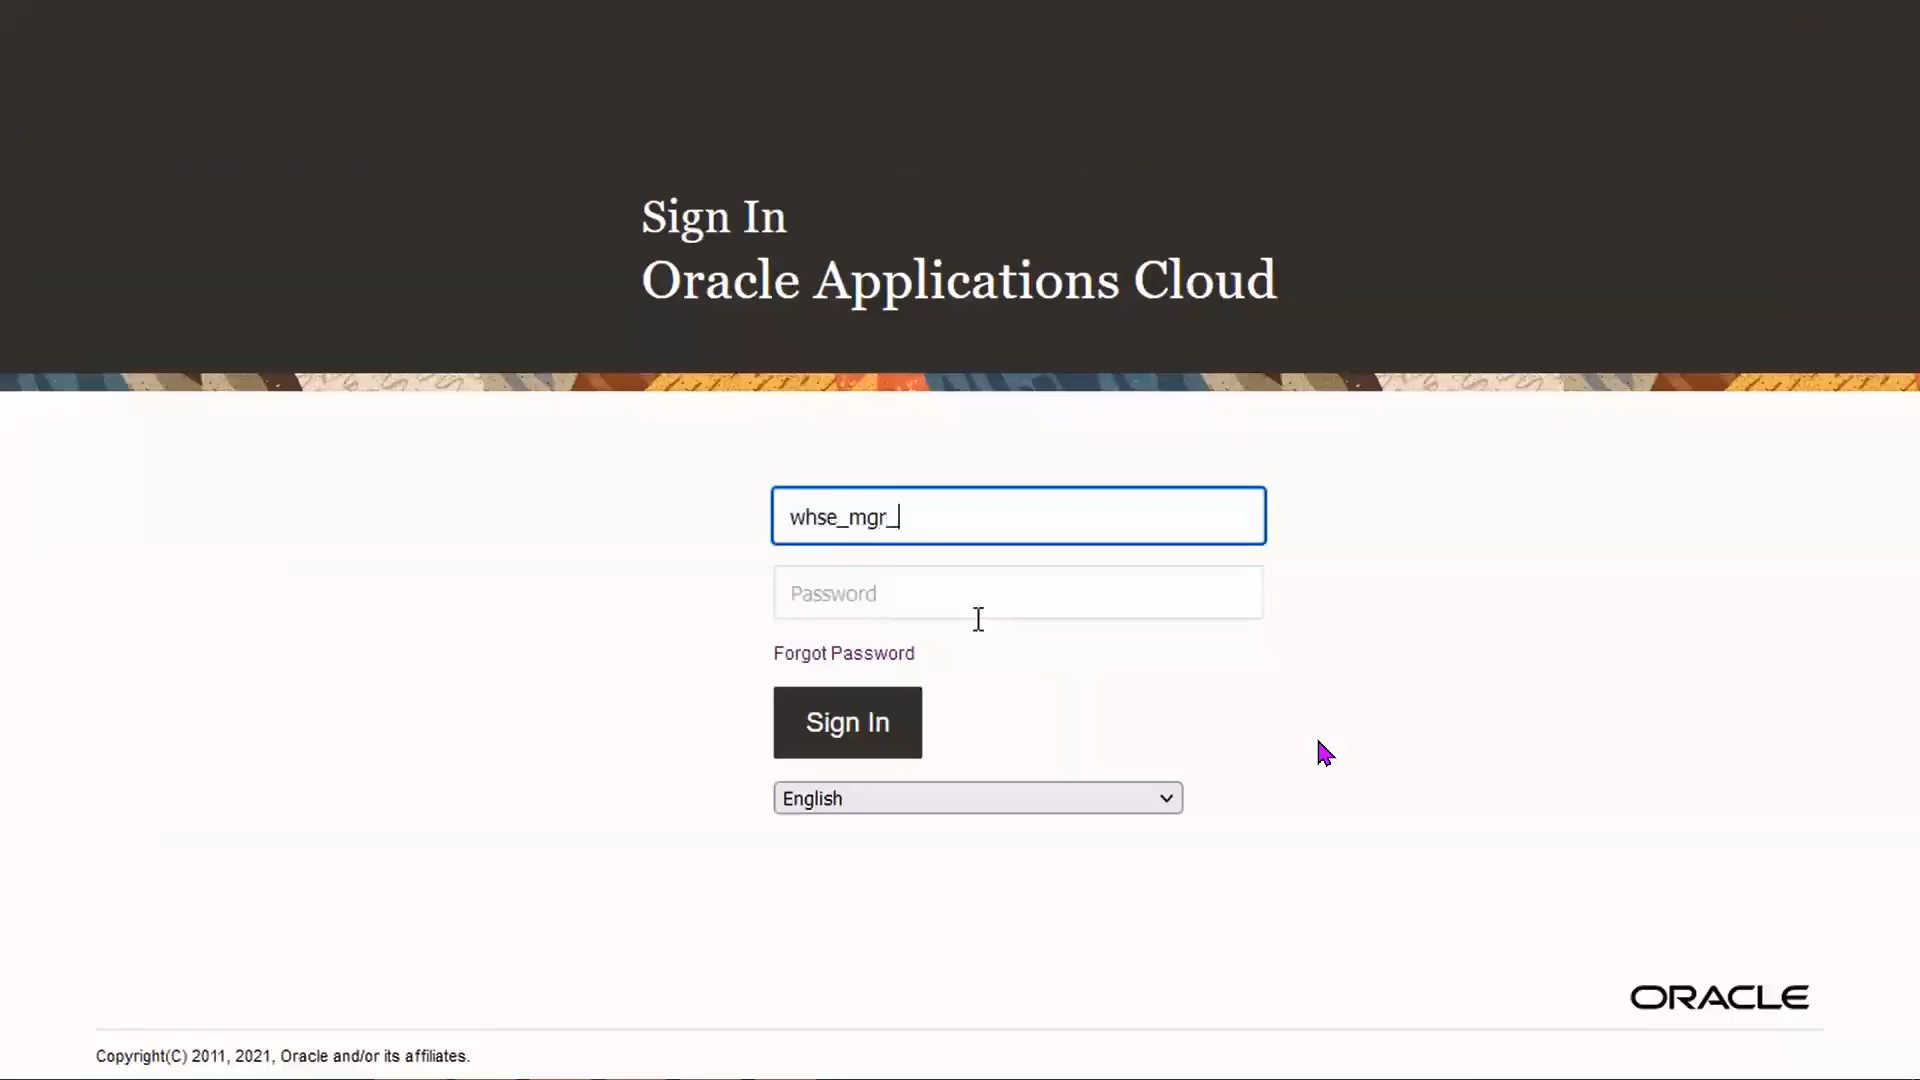 Sign In
Oracle Applications Cloud
whse_mgr_
Password
Forgot Password
Sign In
English
ORACLE
Copyright(C) 2011, 2021, Oracle and/or its affiliates.